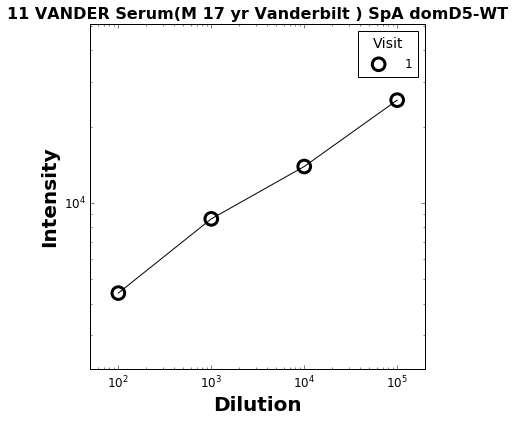 11 VANDER Serum(M 17 yr Vanderbilt ) SpA domD5-WT
Visit
1
Intensity
10^4
10^2 10^3 10^4 10^5
Dilution